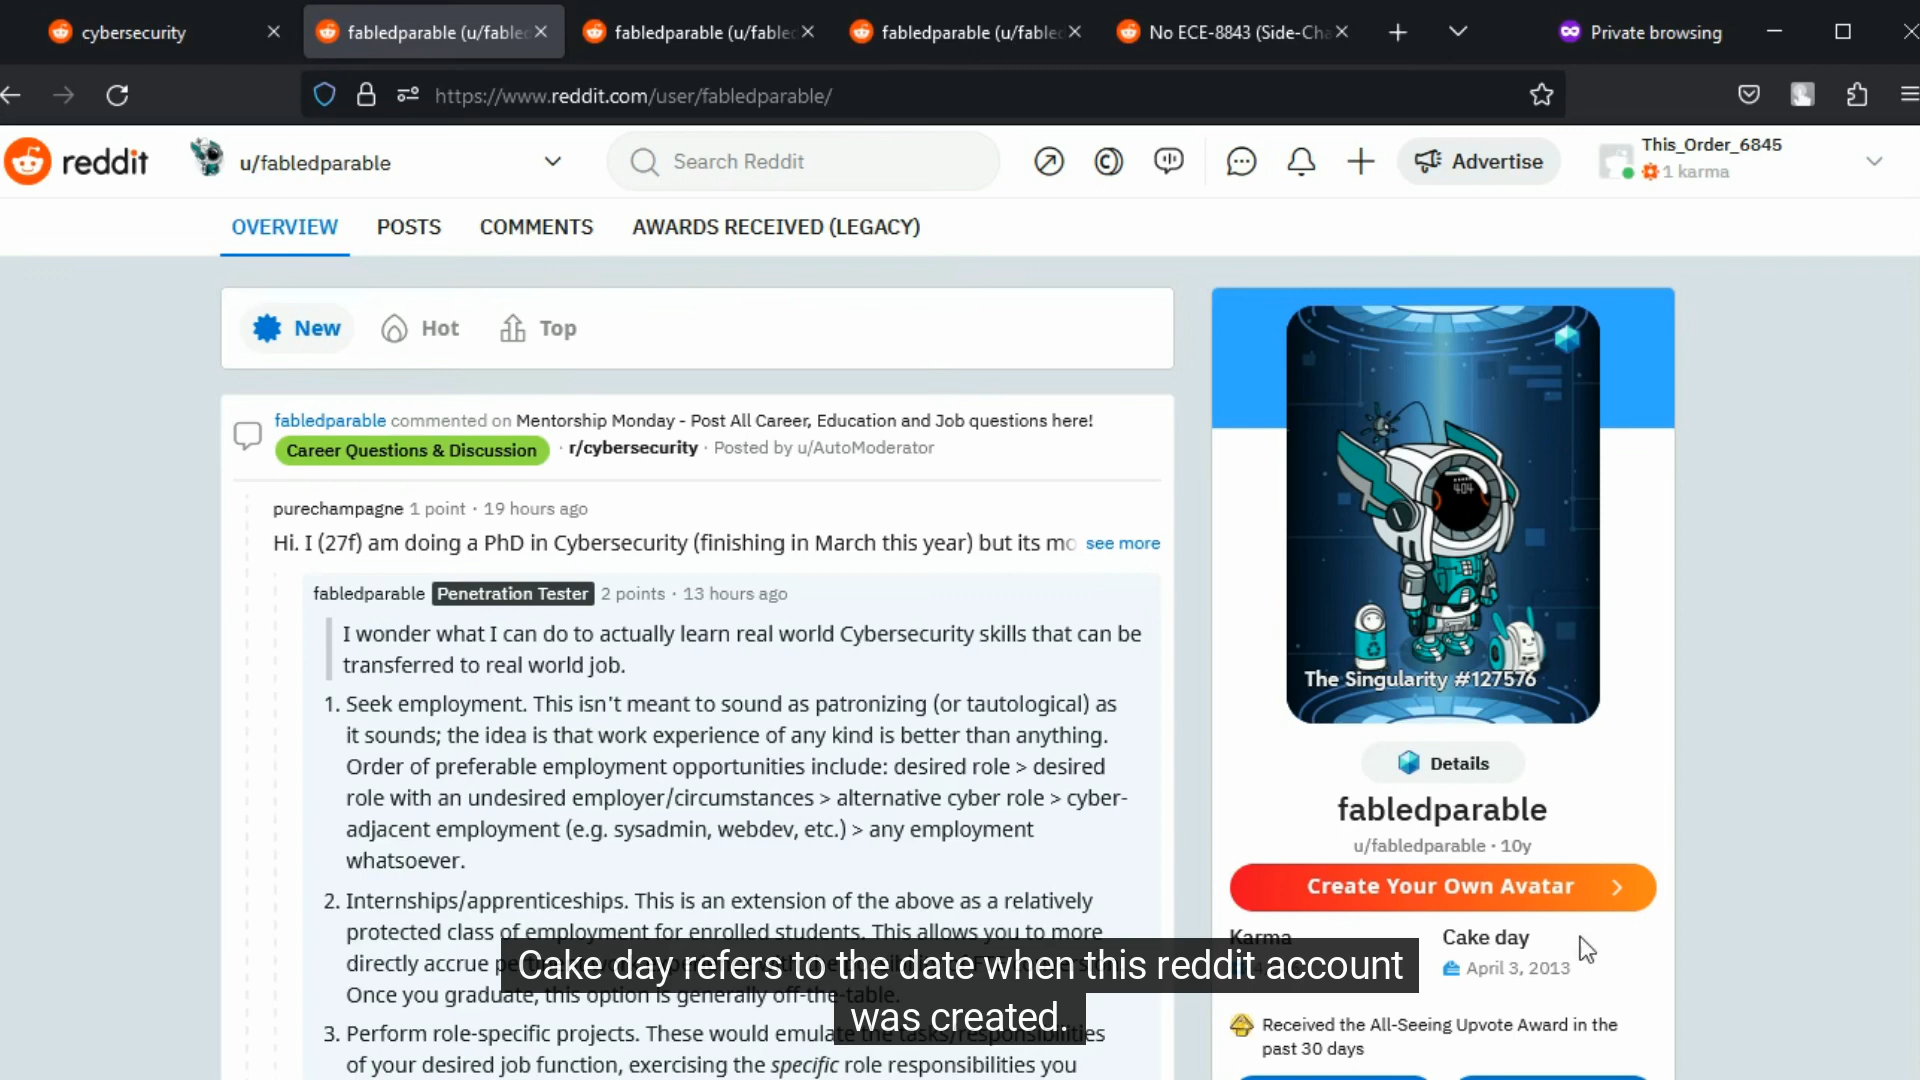 cybersecurity
fabledparable (u/fable
fabledparable (u/fable
fabledparable (u/fable
No ECE-8843 (Side-Cha
Private browsing
https://www.reddit.com/user/fabledparable/
reddit
u/fabledparable
Search Reddit
Advertise
This_Order_6845
1 karma
OVERVIEW
POSTS
COMMENTS
AWARDS RECEIVED (LEGACY)
New
Hot
Top
fabledparable commented on Mentorship Monday - Post All Career, Education and Job questions here!
Career Questions & Discussion · r/cybersecurity · Posted by u/AutoModerator
purechampagne 1 point · 19 hours ago
Hi. I (27f) am doing a PhD in Cybersecurity (finishing in March this year) but its mo see more
fabledparable Penetration Tester 2 points · 13 hours ago
I wonder what I can do to actually learn real world Cybersecurity skills that can be
transferred to real world job.
1. Seek employment. This isn't meant to sound as patronizing (or tautological) as
it sounds; the idea is that work experience of any kind is better than anything.
Order of preferable employment opportunities include: desired role > desired
role with an undesired employer/circumstances > alternative cyber role > cyber-
adjacent employment (e.g. sysadmin, webdev, etc.) > any employment
whatsoever.
2. Internships/apprenticeships. This is an extension of the above as a relatively
protected class of employment for enrolled students. This allows you to more
directly accrue
Once you graduate, this option is generally off-the-table.
3. Perform role-specific projects. These would emulate the tasks/responsibilities
of your desired job function, exercising the specific role responsibilities you
404
The Singularity #127576
Details
fabledparable
u/fabledparable · 10y
Create Your Own Avatar
Karma
Cake day
April 3, 2013
Received the All-Seeing Upvote Award in the
past 30 days
Cake day refers to the date when this reddit account
was created.